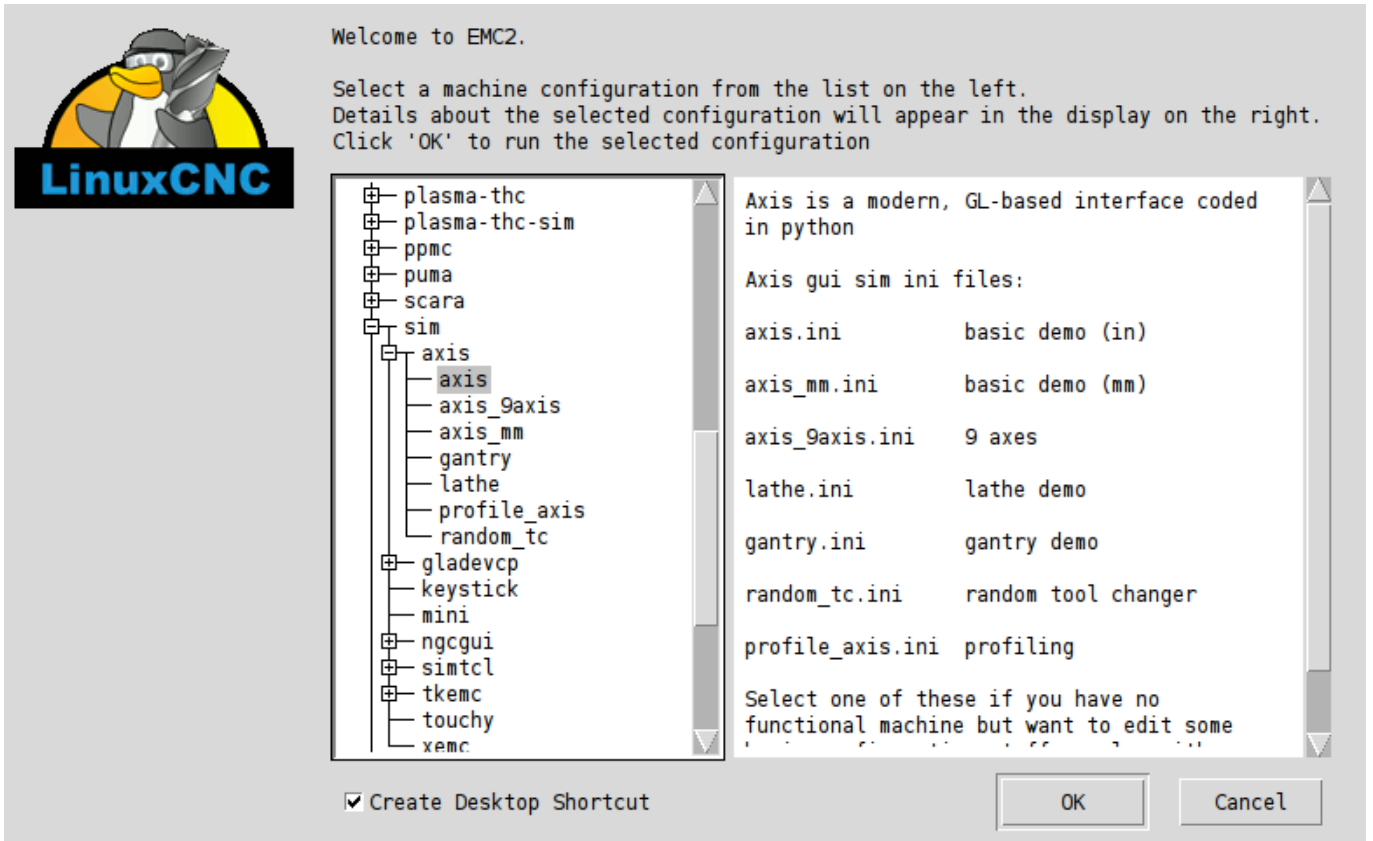 LinuxCNC
Welcome to EMC2.
Select a machine configuration from the list on the left.
Details about the selected configuration will appear in the display on the right.
Click 'OK' to run the selected configuration
plasma-thc
plasma-thc-sim
ppmc
puma
scara
sim
axis
axis
axis_9axis
axis_mm
gantry
lathe
profile_axis
random_tc
gladevcp
keystick
mini
ngcgui
simtcl
tkemc
touchy
xemc
Axis is a modern, GL-based interface coded
in python
Axis gui sim ini files:
axis.ini basic demo (in)
axis_mm.ini basic demo (mm)
axis_9axis.ini 9 axes
lathe.ini lathe demo
gantry.ini gantry demo
random_tc.ini random tool changer
profile_axis.ini profiling
Select one of these if you have no
functional machine but want to edit some
Create Desktop Shortcut
OK
Cancel